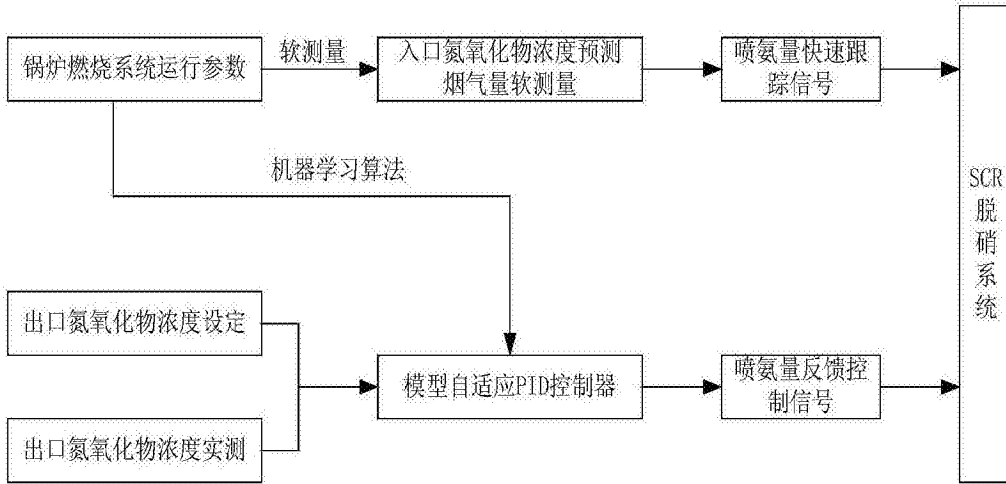 锅炉燃烧系统运行参数
软测量
入口氮氧化物浓度预测
烟气量软测量
喷氨量快速跟
踪信号
机器学习算法
SCR
脱
硝
系
统
出口氮氧化物浓度设定
模型自适应PID控制器
喷氨量反馈控
制信号
出口氮氧化物浓度实测